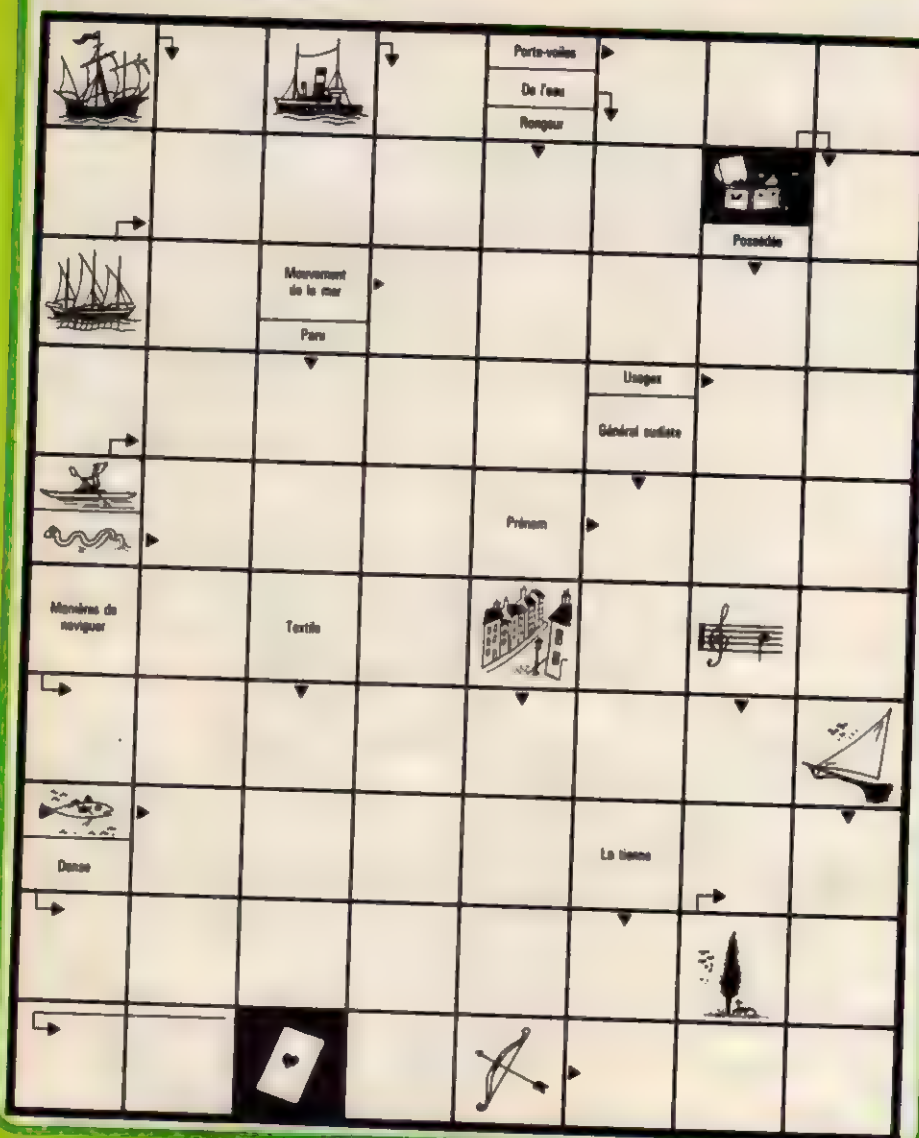 Porte-voiles
De l'eau
Rongeur
Possédée
Mouvement
de la mer
Paru
Usages
Général sudiste
Prénom
Manières de
naviguer
Textile
Danse
La tienne